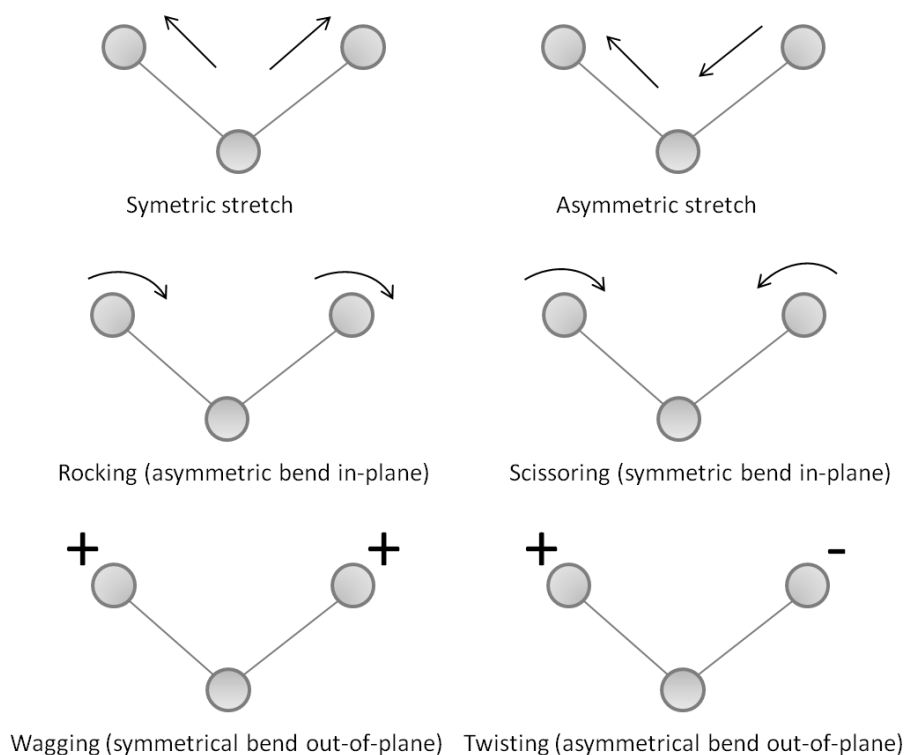 Symetric stretch
Asymmetric stretch
Rocking (asymmetric bend in-plane)
Scissoring (symmetric bend in-plane)
+ +
+ -
Wagging (symmetrical bend out-of-plane)
Twisting (asymmetrical bend out-of-plane)